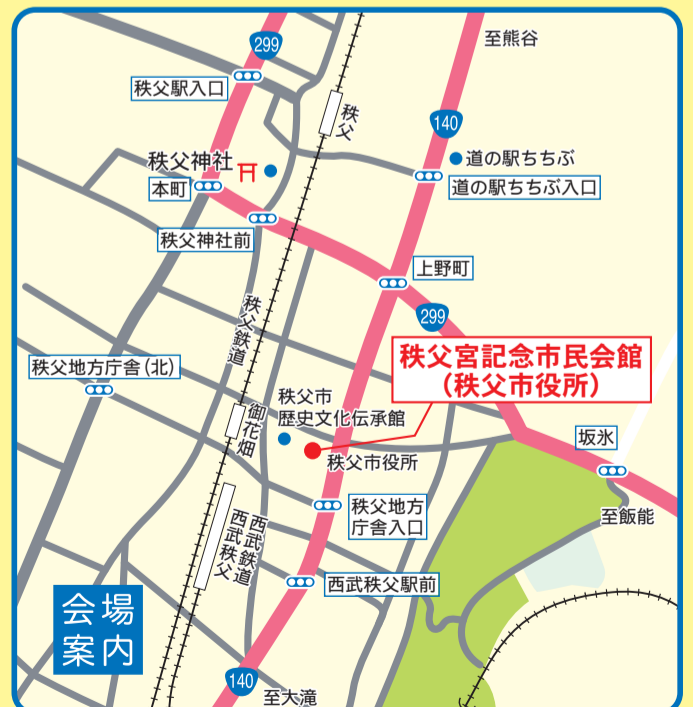 299
至熊谷
秩父駅入口
秩父
140
秩父神社
道の駅ちちぶ
本町
道の駅ちちぶ入口
秩父神社前
上野町
299
秩父鉄道
秩父宮記念市民会館
（秩父市役所）
秩父地方庁舎（北）
秩父市
歴史文化伝承館
御花畑
坂氷
秩父市役所
秩父地方
庁舎入口
至飯能
西武鉄道
西武秩父
西武秩父駅前
会場
案内
140
至大滝